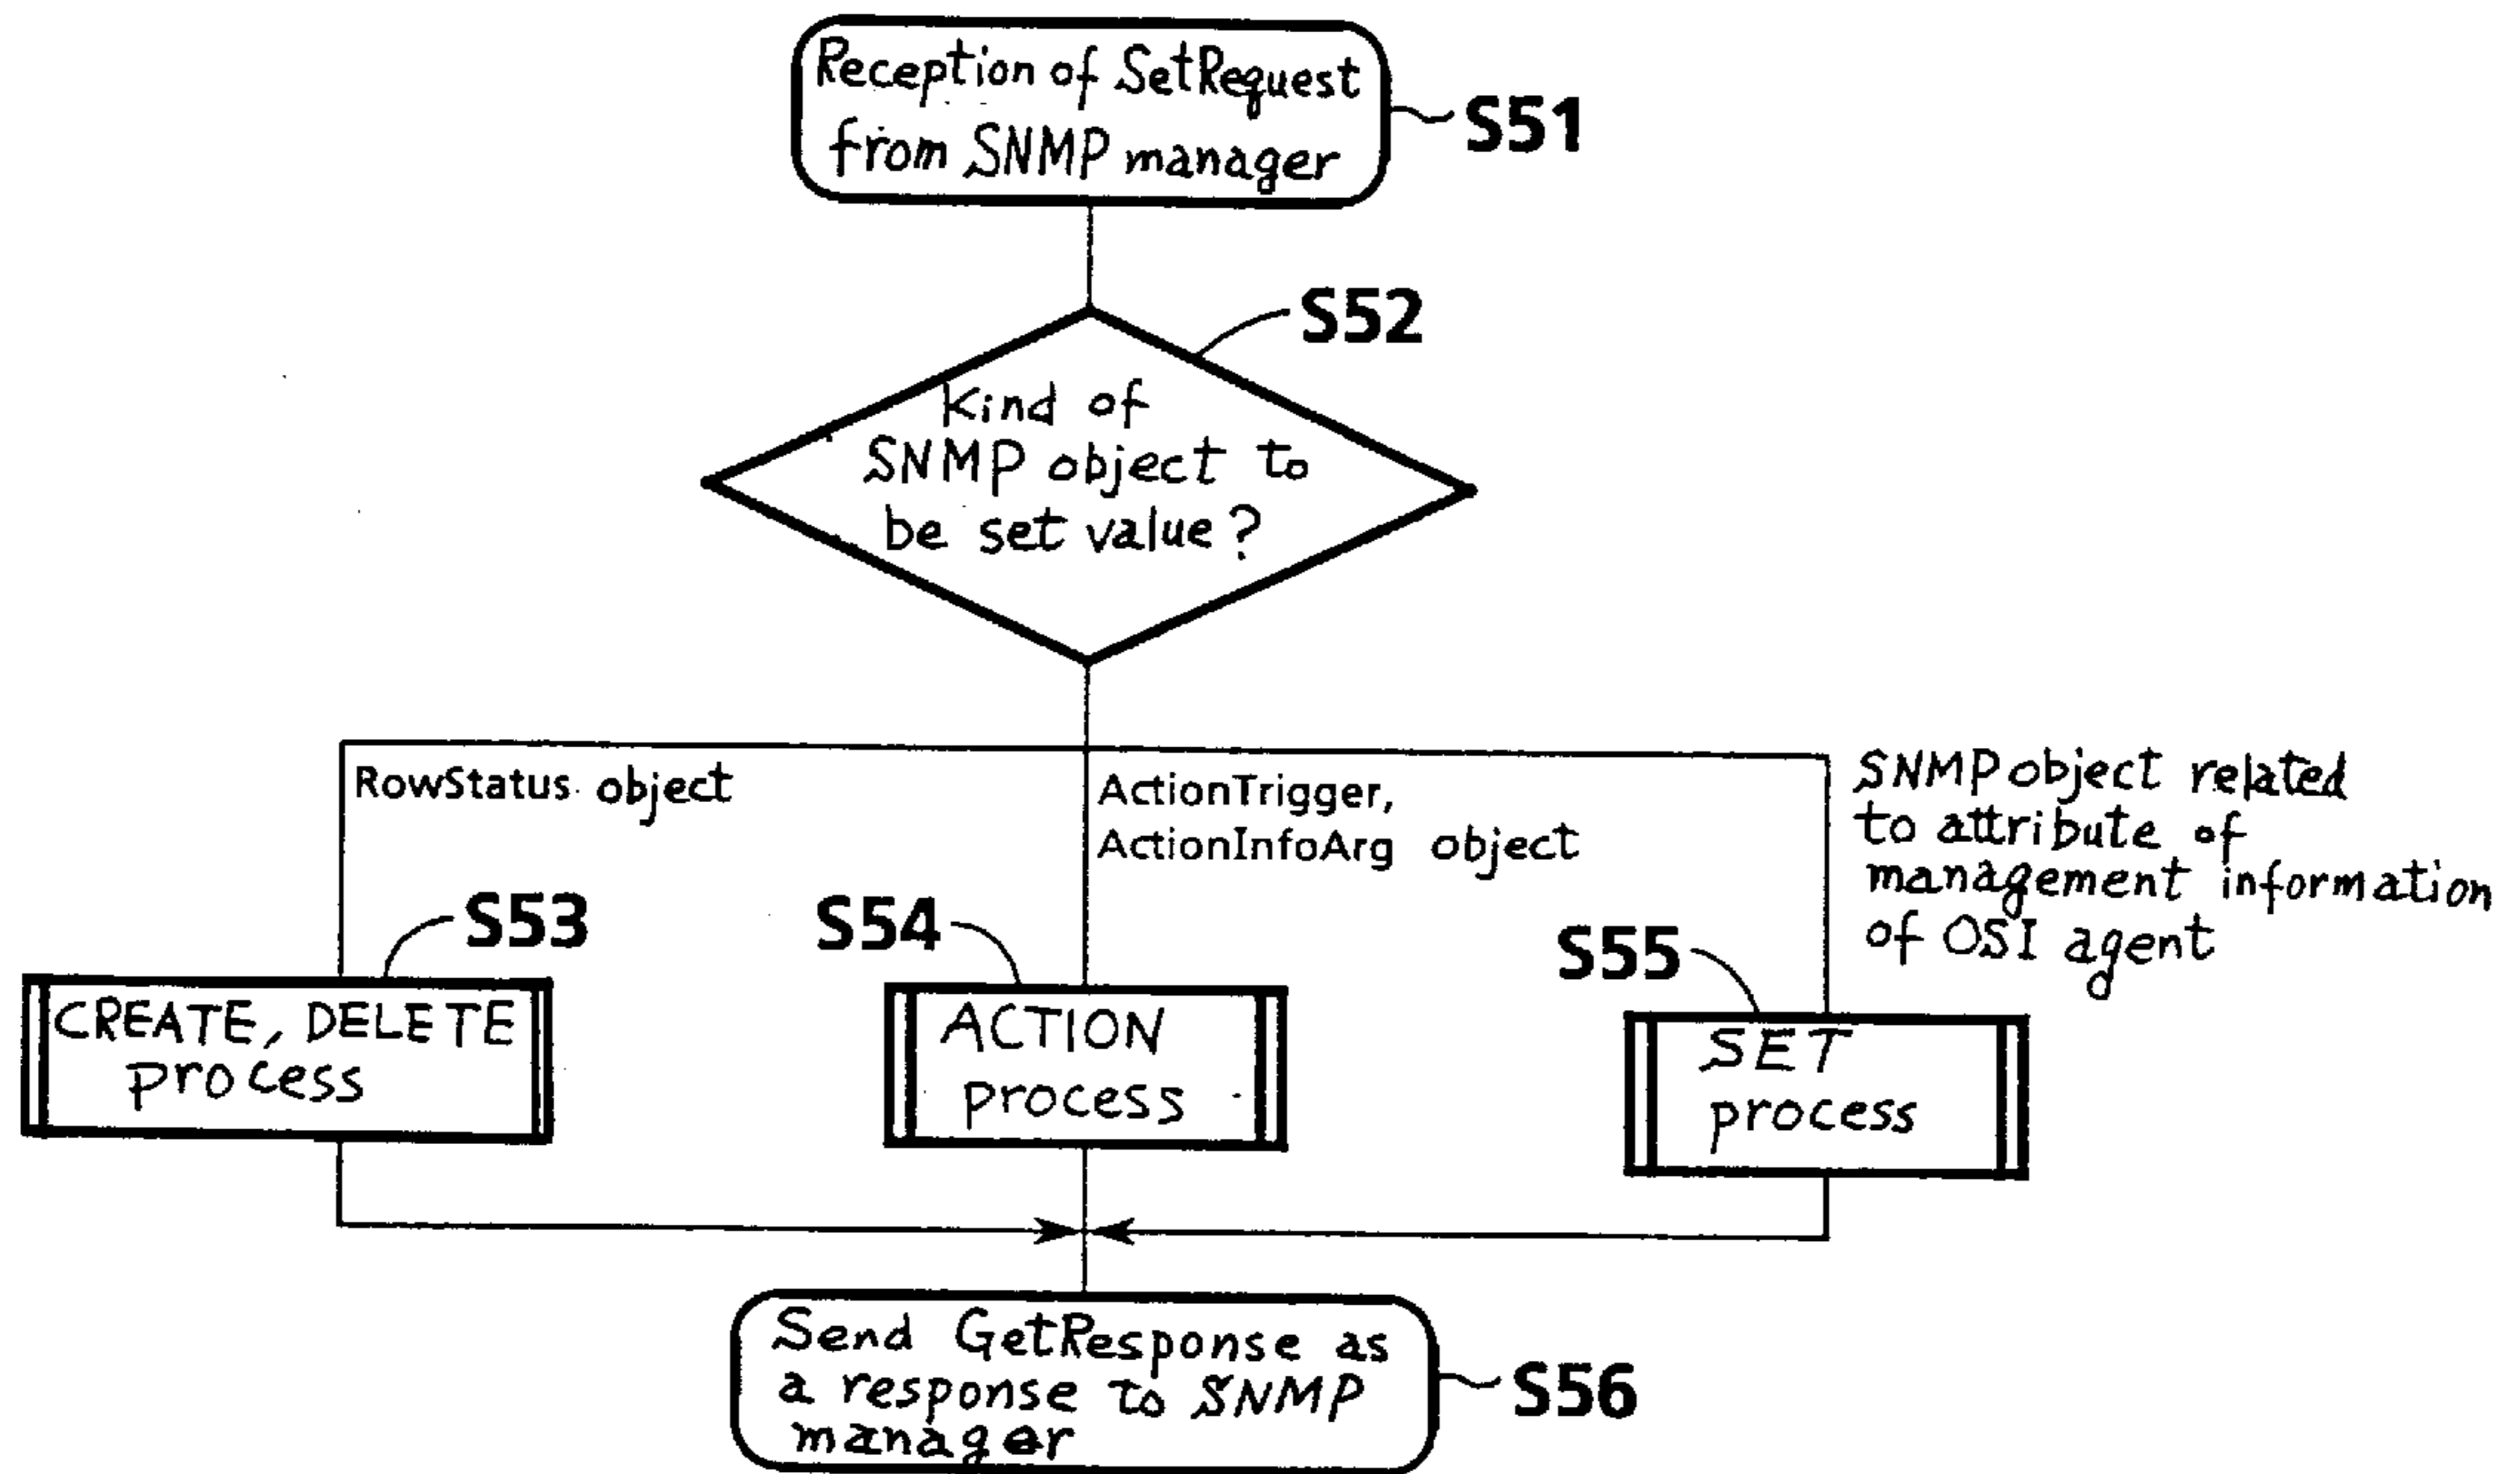 Reception of SetRequest
from SNMP manager
S51
S52
Kind of
SNMP object to
be set value?
RowStatus object
ActionTrigger,
ActionInfoArg object
SNMP object related
to attribute of
management information
of OSI agent
S53
S54
S55
CREATE, DELETE
process
ACTION
process
SET
process
Send GetResponse as
a response to SNMP
manager
S56